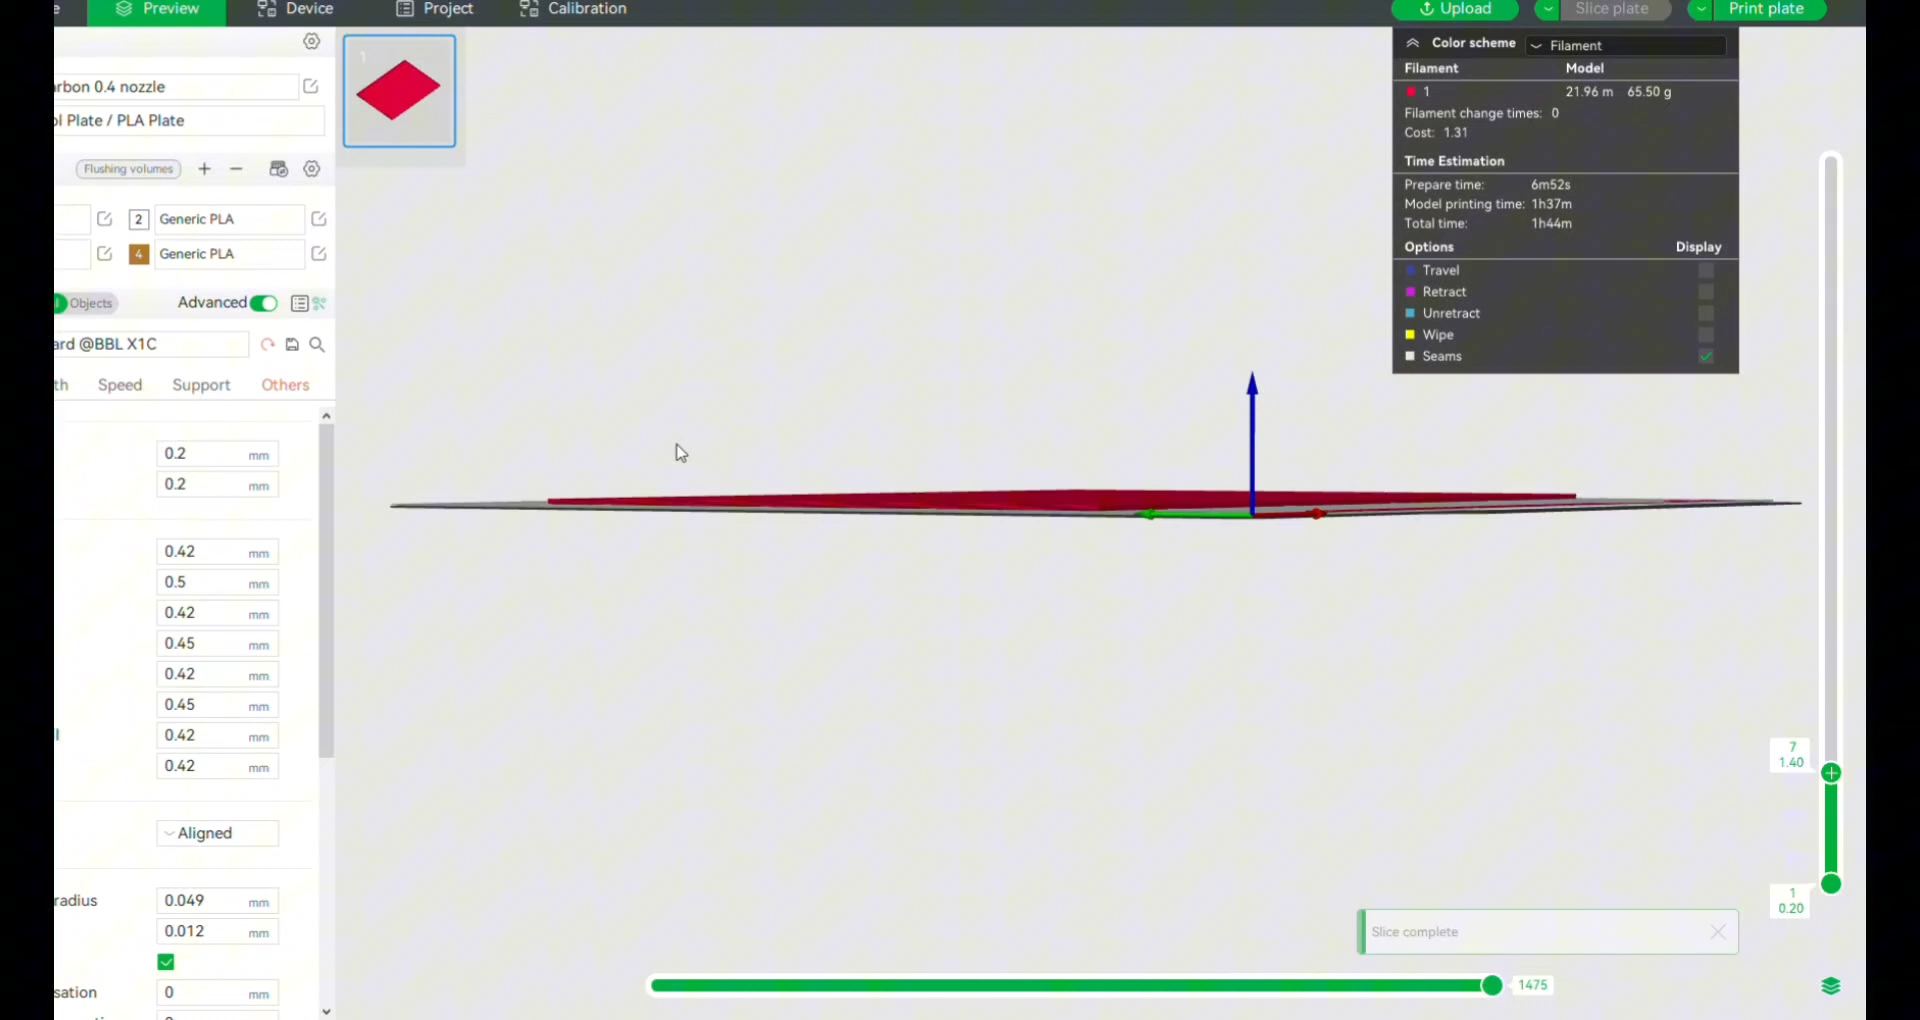 e Preview Device Project Calibration Upload Slice plate Print plate
1
arbon 0.4 nozzle
ol Plate / PLA Plate
Flushing volumes
2 Generic PLA
4 Generic PLA
Objects Advanced
ard @BBL X1C
th Speed Support Others
0.2 mm
0.2 mm
0.42 mm
0.5 mm
0.42 mm
0.45 mm
0.42 mm
0.45 mm
l 0.42 mm
0.42 mm
Aligned
radius 0.049 mm
0.012 mm
sation 0 mm
Color scheme Filament
Filament Model
1 21.96 m 65.50 g
Filament change times: 0
Cost: 1.31
Time Estimation
Prepare time: 6m52s
Model printing time: 1h37m
Total time: 1h44m
Options Display
Travel
Retract
Unretract
Wipe
Seams
7
1.40
1
0.20
Slice complete
1475